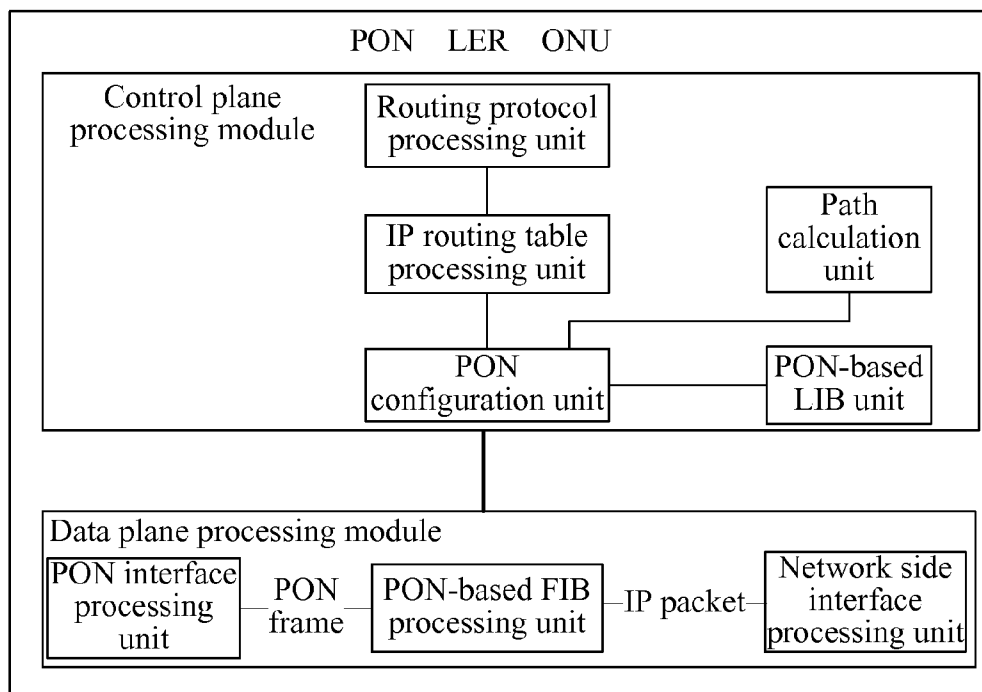 PON LER ONU
Control plane
processing module
Routing protocol
processing unit
IP routing table
processing unit
Path
calculation
unit
PON
configuration unit
PON-based
LIB unit
Data plane processing module
PON interface
processing
unit
PON
frame
PON-based FIB
processing unit
IP packet
Network side
interface
processing unit